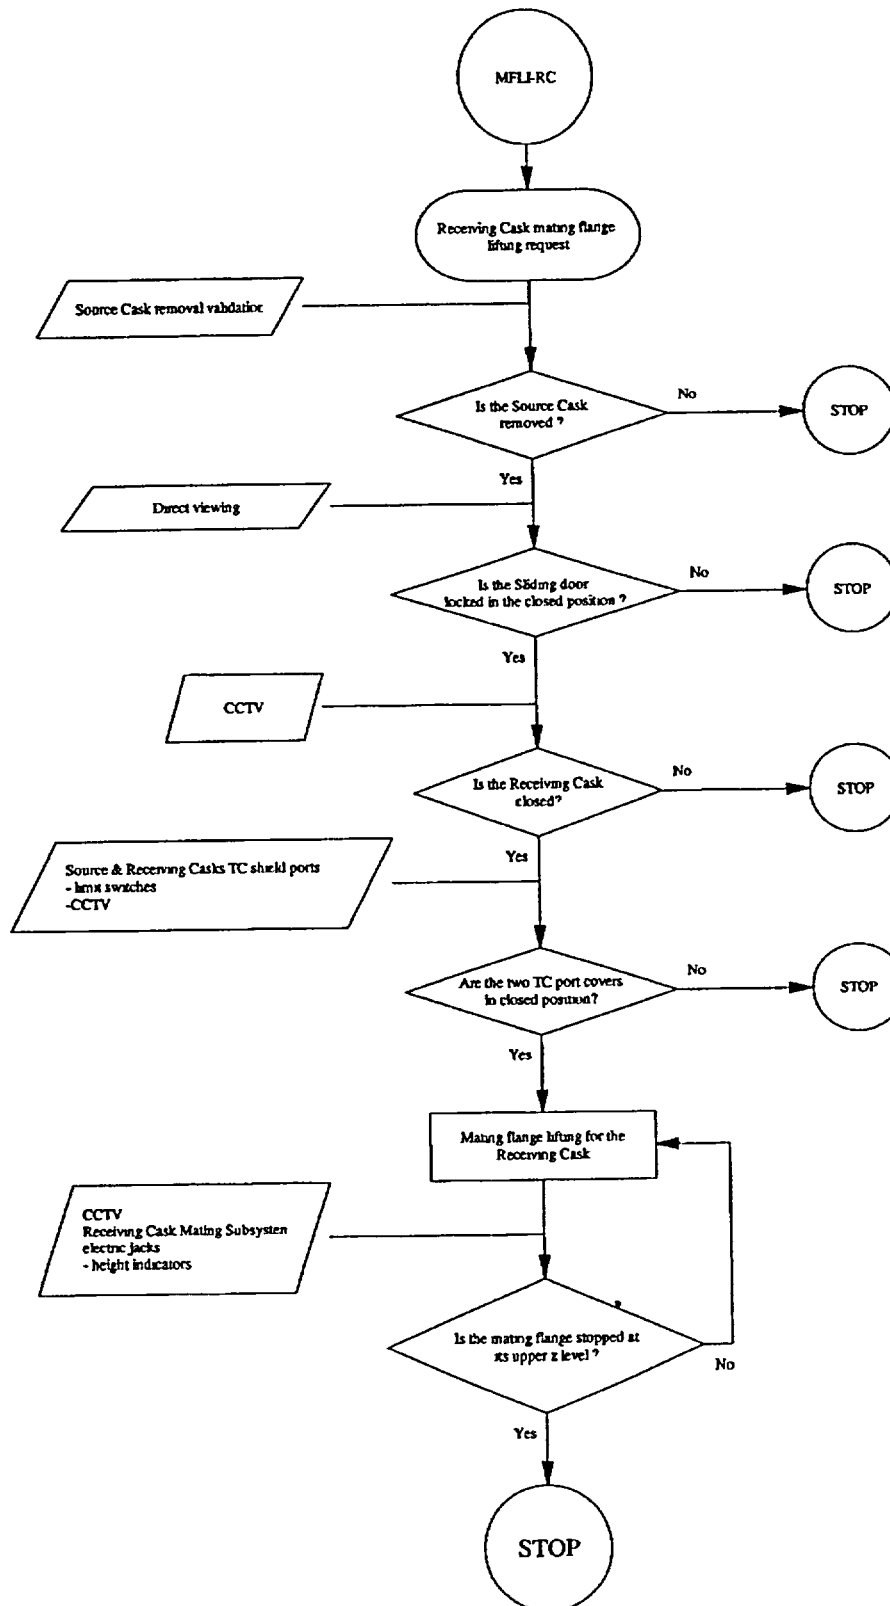 MFLI-RC
Receiving Cask mating flange
lifting request
Source Cask removal validation
Is the Source Cask
removed ?
No
STOP
Yes
Direct viewing
Is the Sliding door
locked in the closed position ?
No
STOP
Yes
CCTV
Is the Receiving Cask
closed?
No
STOP
Yes
Source & Receiving Casks TC shield ports
- limit switches
-CCTV
Are the two TC port covers
in closed position?
No
STOP
Yes
Mating flange lifting for the
Receiving Cask
CCTV
Receiving Cask Mating Subsystem
electric jacks
- height indicators
Is the mating flange stopped at
its upper z level ?
No
Yes
STOP